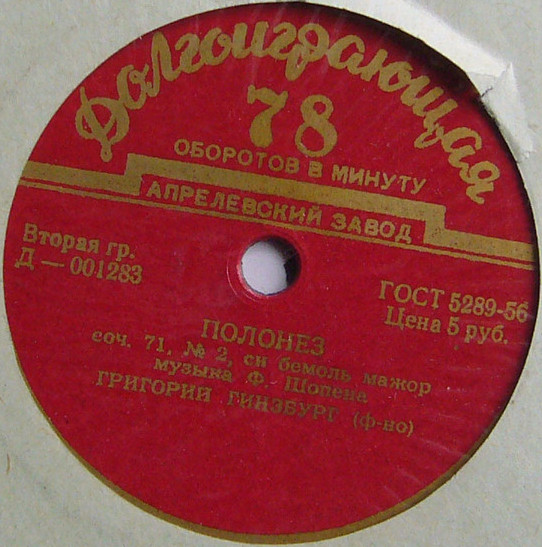 Долгоиграющая
78
ОБОРОТОВ В МИНУТУ
АПРЕЛЕВСКИЙ ЗАВОД
Вторая гр.
Д — 001283
ГОСТ 5289-56
Цена 5 руб.
ПОЛОНЕЗ
соч. 71, № 2, си бемоль мажор
музыка Ф. Шопена
ГРИГОРИЙ ГИНЗБУРГ (ф-но)